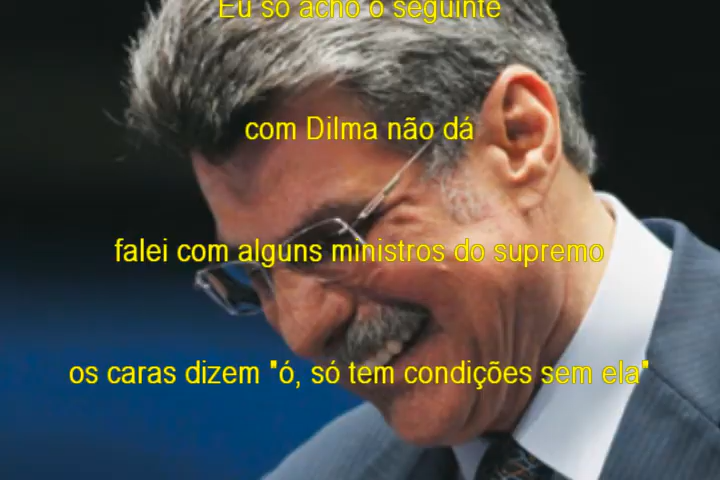 Eu só acho o seguinte
com Dilma não dá
falei com alguns ministros do supremo
os caras dizem "ó, só tem condições sem ela"